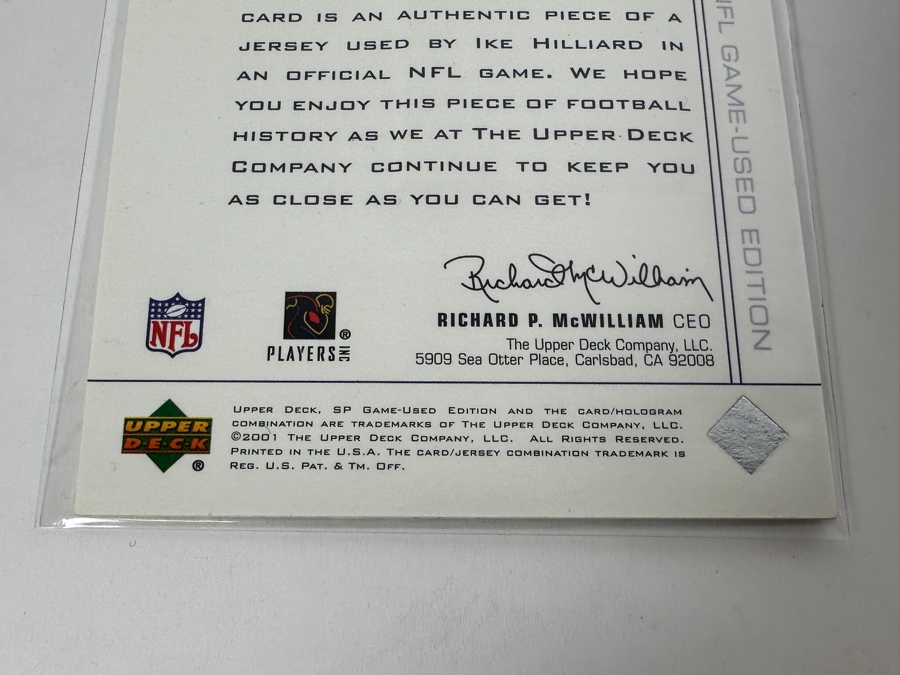 CARD IS AN AUTHENTIC PIECE OF A
JERSEY USED BY IKE HILLIARD IN
AN OFFICIAL NFL GAME. WE HOPE
YOU ENJOY THIS PIECE OF FOOTBALL
HISTORY AS WE AT THE UPPER DECK
COMPANY CONTINUE TO KEEP YOU
AS CLOSE AS YOU CAN GET!
NFL GAME-USED EDITION
Richard McWilliam
NFL
PLAYERS INC ®
RICHARD P. McWILLIAM CEO
The Upper Deck Company, LLC.
5909 Sea Otter Place, Carlsbad, CA 92008
UPPER
D·E·C·K
®
UPPER DECK, SP GAME-USED EDITION AND THE CARD/HOLOGRAM
COMBINATION ARE TRADEMARKS OF THE UPPER DECK COMPANY, LLC.
©2001 THE UPPER DECK COMPANY, LLC. ALL RIGHTS RESERVED.
PRINTED IN THE U.S.A. THE CARD/JERSEY COMBINATION TRADEMARK IS
REG. U.S. PAT. & TM. OFF.